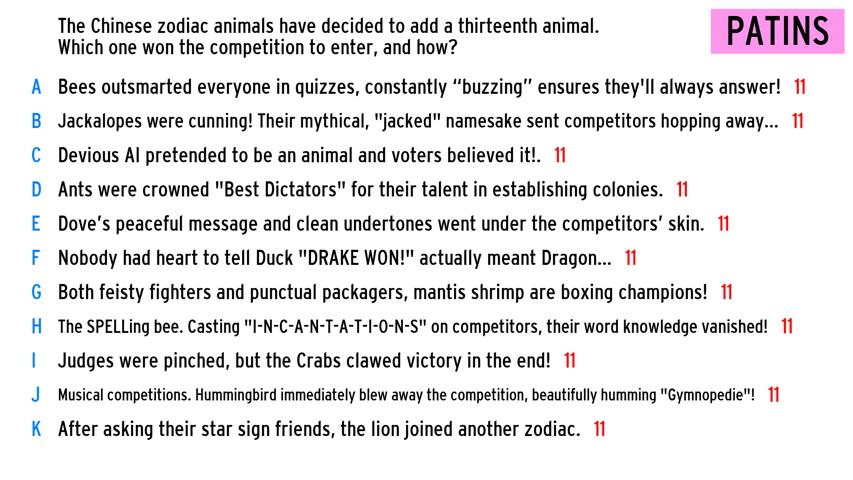 The Chinese zodiac animals have decided to add a thirteenth animal.
Which one won the competition to enter, and how?
PATINS
A Bees outsmarted everyone in quizzes, constantly “buzzing” ensures they'll always answer! 11
B Jackalopes were cunning! Their mythical, "jacked" namesake sent competitors hopping away... 11
C Devious AI pretended to be an animal and voters believed it!. 11
D Ants were crowned "Best Dictators" for their talent in establishing colonies. 11
E Dove’s peaceful message and clean undertones went under the competitors’ skin. 11
F Nobody had heart to tell Duck "DRAKE WON!" actually meant Dragon... 11
G Both feisty fighters and punctual packagers, mantis shrimp are boxing champions! 11
H The SPELLing bee. Casting "I-N-C-A-N-T-A-T-I-O-N-S" on competitors, their word knowledge vanished! 11
I Judges were pinched, but the Crabs clawed victory in the end! 11
J Musical competitions. Hummingbird immediately blew away the competition, beautifully humming "Gymnopedie"! 11
K After asking their star sign friends, the lion joined another zodiac. 11